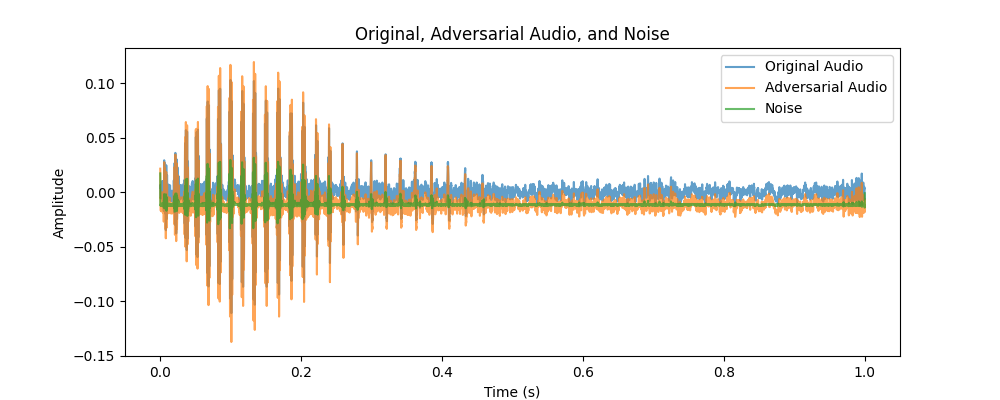 Original, Adversarial Audio, and Noise
Original Audio
Adversarial Audio
Noise
Amplitude
0.10
0.05
0.00
−0.05
−0.10
−0.15
0.0 0.2 0.4 0.6 0.8 1.0
Time (s)